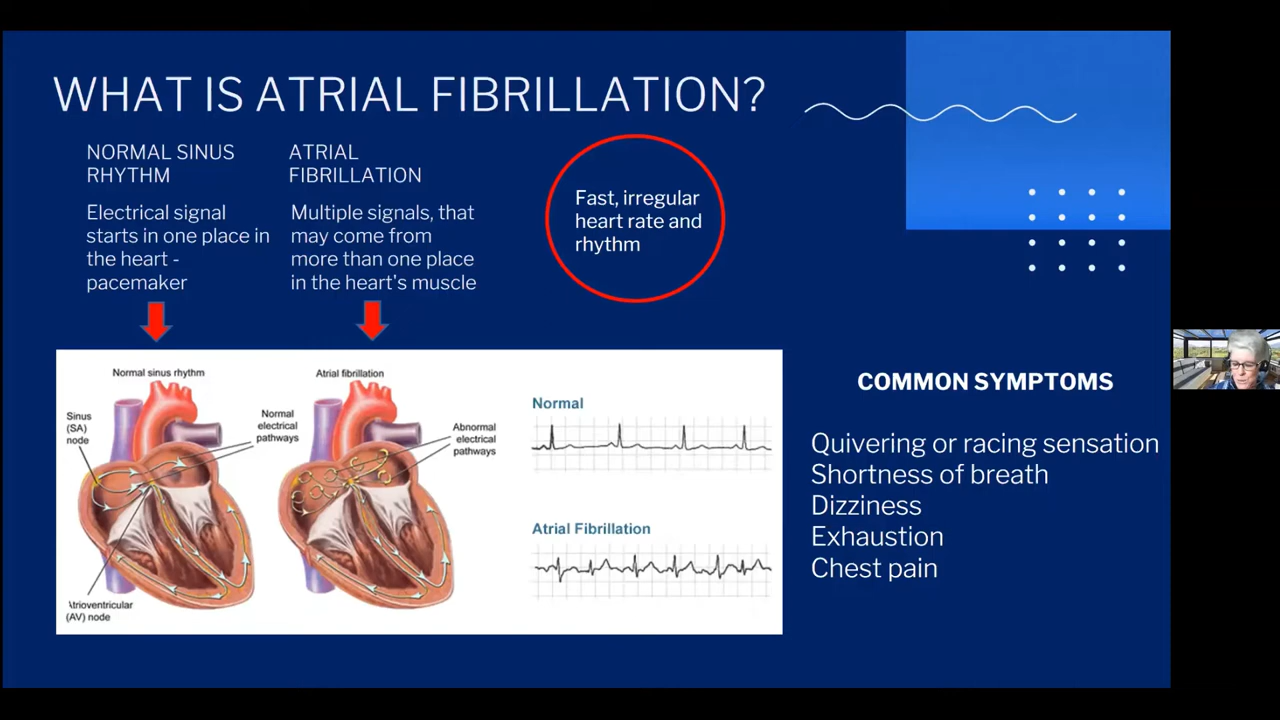 WHAT IS ATRIAL FIBRILLATION?
NORMAL SINUS
RHYTHM
Electrical signal
starts in one place in
the heart -
pacemaker
ATRIAL
FIBRILLATION
Multiple signals, that
may come from
more than one place
in the heart's muscle
Fast, irregular
heart rate and
rhythm
Normal sinus rhythm
Sinus
(SA)
node
Normal
electrical
pathways
Atrioventricular
(AV) node
Atrial fibrillation
Abnormal
electrical
pathways
Normal
Atrial Fibrillation
COMMON SYMPTOMS
Quivering or racing sensation
Shortness of breath
Dizziness
Exhaustion
Chest pain